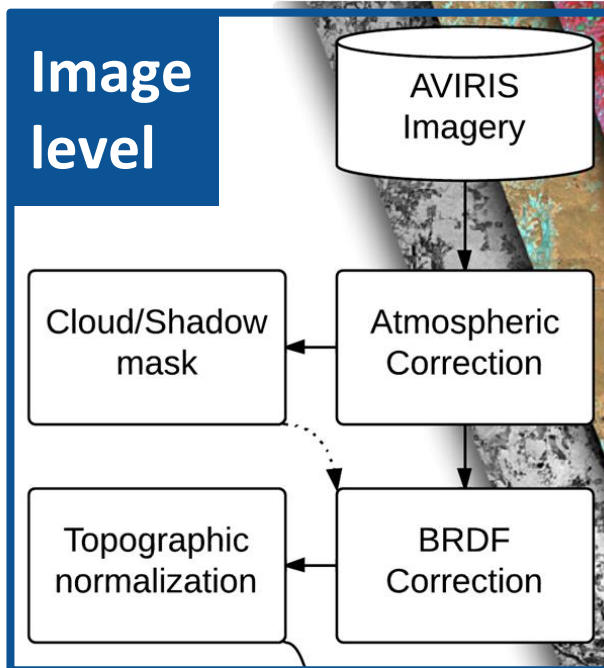 Image
level
AVIRIS
Imagery
Cloud/Shadow
mask
Atmospheric
Correction
Topographic
normalization
BRDF
Correction